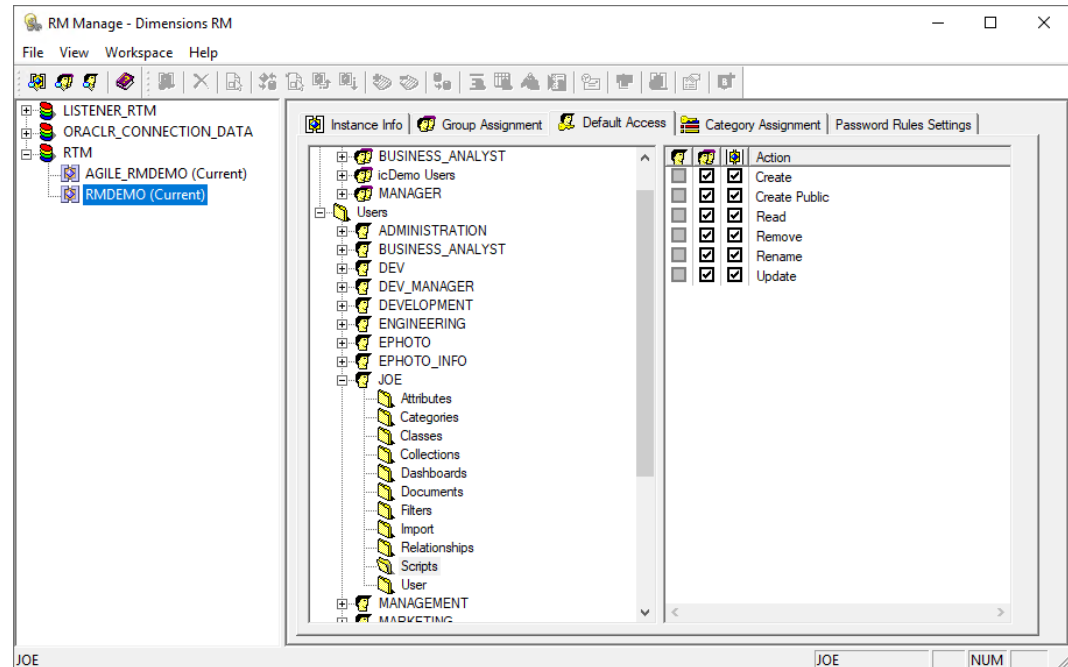 RM Manage - Dimensions RM
File View Workspace Help
LISTENER_RTM
ORACLR_CONNECTION_DATA
RTM
AGILE_RMDEMO (Current)
RMDEMO (Current)
Instance Info Group Assignment Default Access Category Assignment Password Rules Settings
BUSINESS_ANALYST
icDemo Users
MANAGER
Users
ADMINISTRATION
BUSINESS_ANALYST
DEV
DEV_MANAGER
DEVELOPMENT
ENGINEERING
EPHOTO
EPHOTO_INFO
JOE
Attributes
Categories
Classes
Collections
Dashboards
Documents
Filters
Import
Relationships
Scripts
User
MANAGEMENT
MARKETING
Action
Create
Create Public
Read
Remove
Rename
Update
JOE JOE NUM